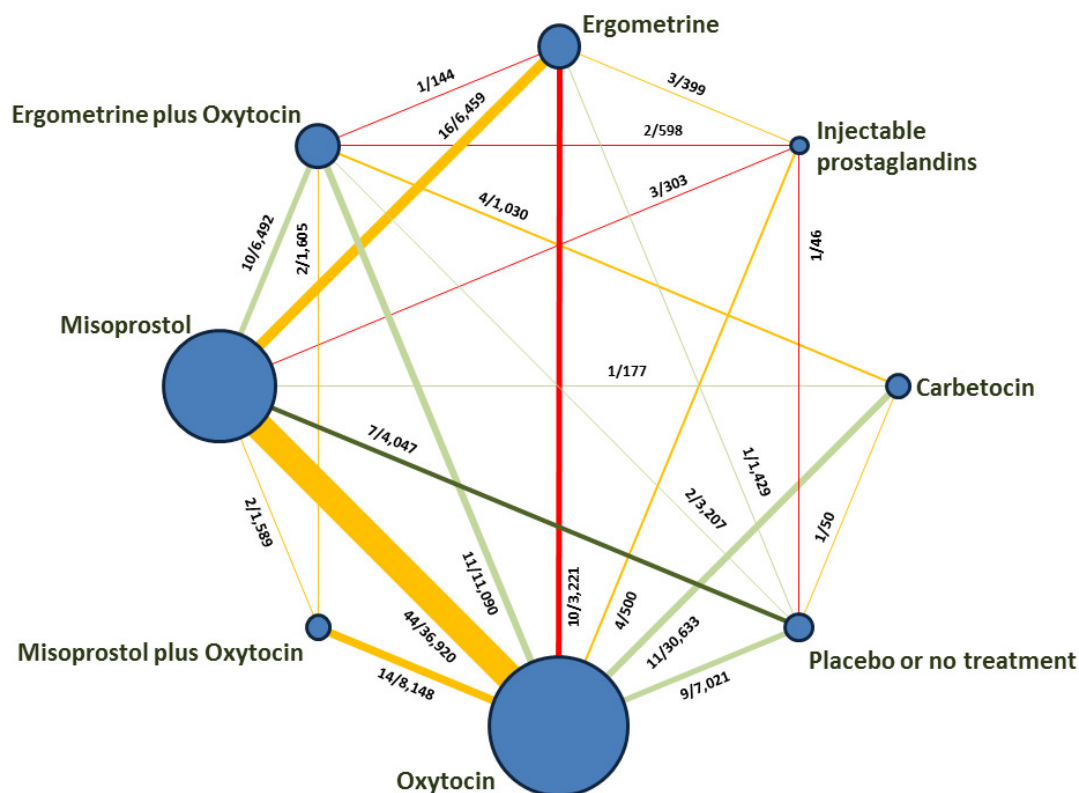 Ergometrine
1/144
3/399
16/6,459
Ergometrine plus Oxytocin
2/598
Injectable
prostaglandins
3/303
4/1,030
10/6,492
2/1,605
1/46
Misoprostol
1/177
Carbetocin
7/4,047
1/1,429
2/3,207
2/1,589
1/50
11/11,090
10/3,221
4/500
44/36,920
11/30,633
Misoprostol plus Oxytocin
Placebo or no treatment
14/8,148
9/7,021
Oxytocin